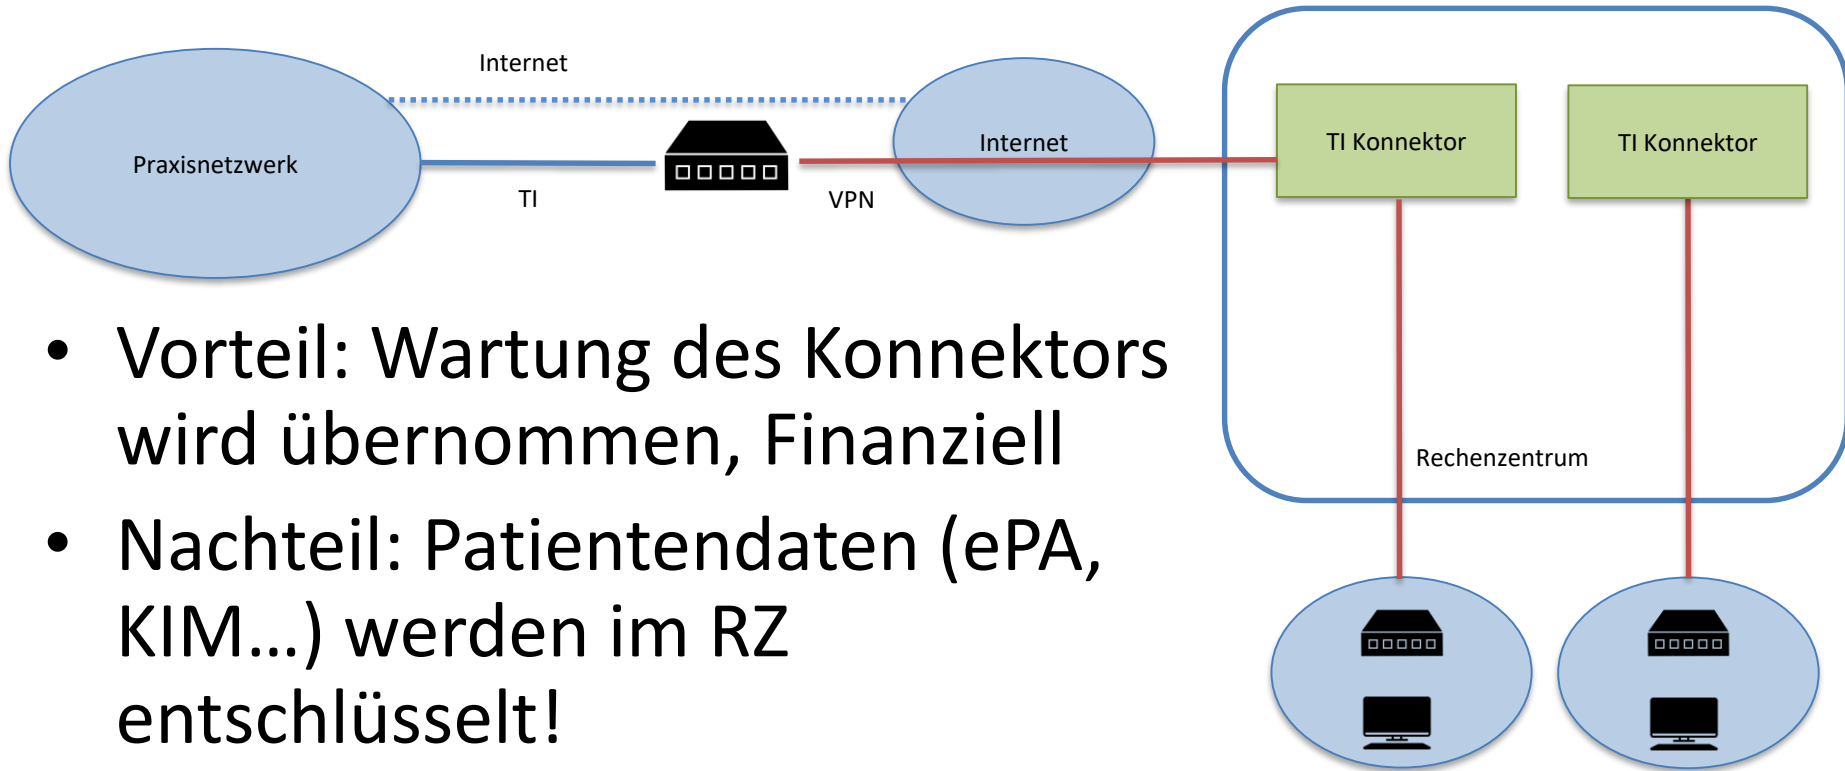 Internet
Praxisnetzwerk
TI
VPN
Internet
TI Konnektor
TI Konnektor
Rechenzentrum
• Vorteil: Wartung des Konnektors
wird übernommen, Finanziell
• Nachteil: Patientendaten (ePA,
KIM…) werden im RZ
entschlüsselt!